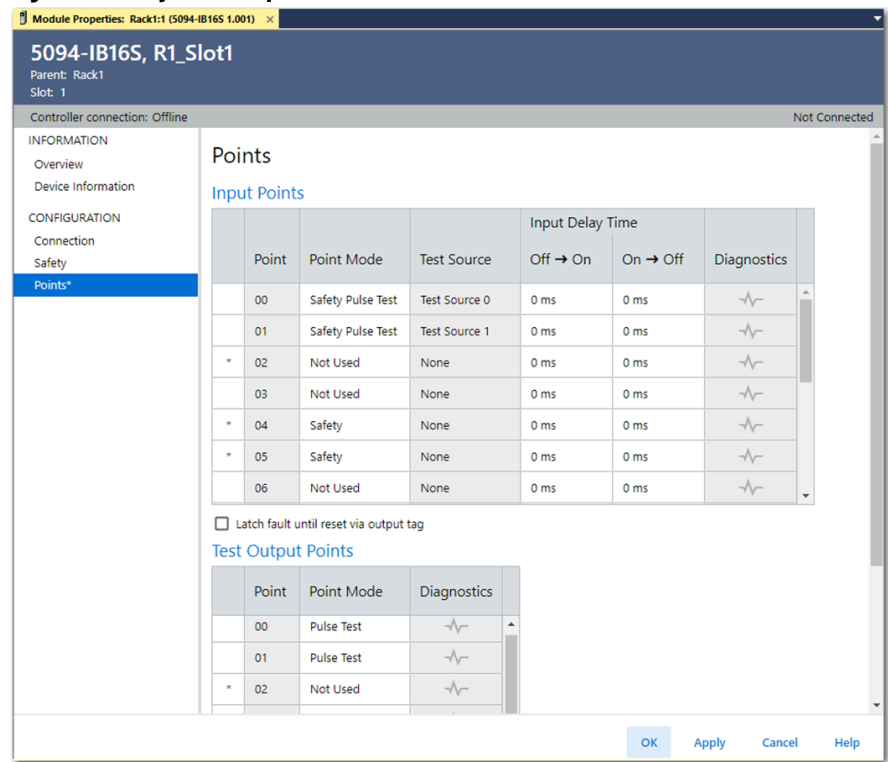 Module Properties: Rack1:1 (5094-IB16S 1.001) ×
5094-IB16S, R1_Slot1
Parent: Rack1
Slot: 1
Controller connection: Offline Not Connected
INFORMATION
Overview
Device Information
CONFIGURATION
Connection
Safety
Points*
Points
Input Points
Input Delay Time
Point Point Mode Test Source Off → On On → Off Diagnostics
00 Safety Pulse Test Test Source 0 0 ms 0 ms
01 Safety Pulse Test Test Source 1 0 ms 0 ms
* 02 Not Used None 0 ms 0 ms
03 Not Used None 0 ms 0 ms
* 04 Safety None 0 ms 0 ms
* 05 Safety None 0 ms 0 ms
06 Not Used None 0 ms 0 ms
Latch fault until reset via output tag
Test Output Points
Point Point Mode Diagnostics
00 Pulse Test
01 Pulse Test
* 02 Not Used
OK Apply Cancel Help